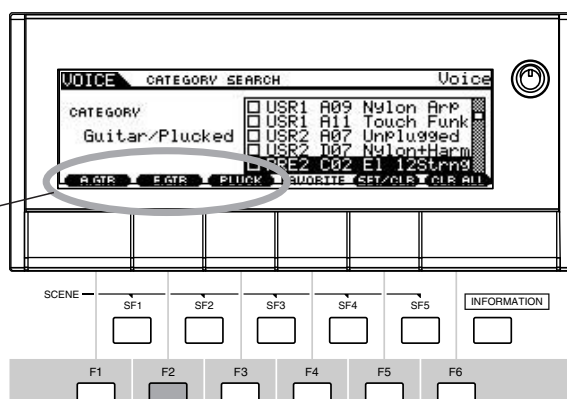 VOICE CATEGORY SEARCH Voice
CATEGORY
Guitar/Plucked
USR1 A09 Nylon Arp
USR1 A11 Touch Funk
USR2 A07 Unplugged
USR2 D07 Nylon+Harm
PRE2 C02 El 12Strng
A.GTR E.GTR PLUCK FAVORITE SET/CLR CLR ALL
SCENE
SF1 SF2 SF3 SF4 SF5 INFORMATION
F1 F2 F3 F4 F5 F6